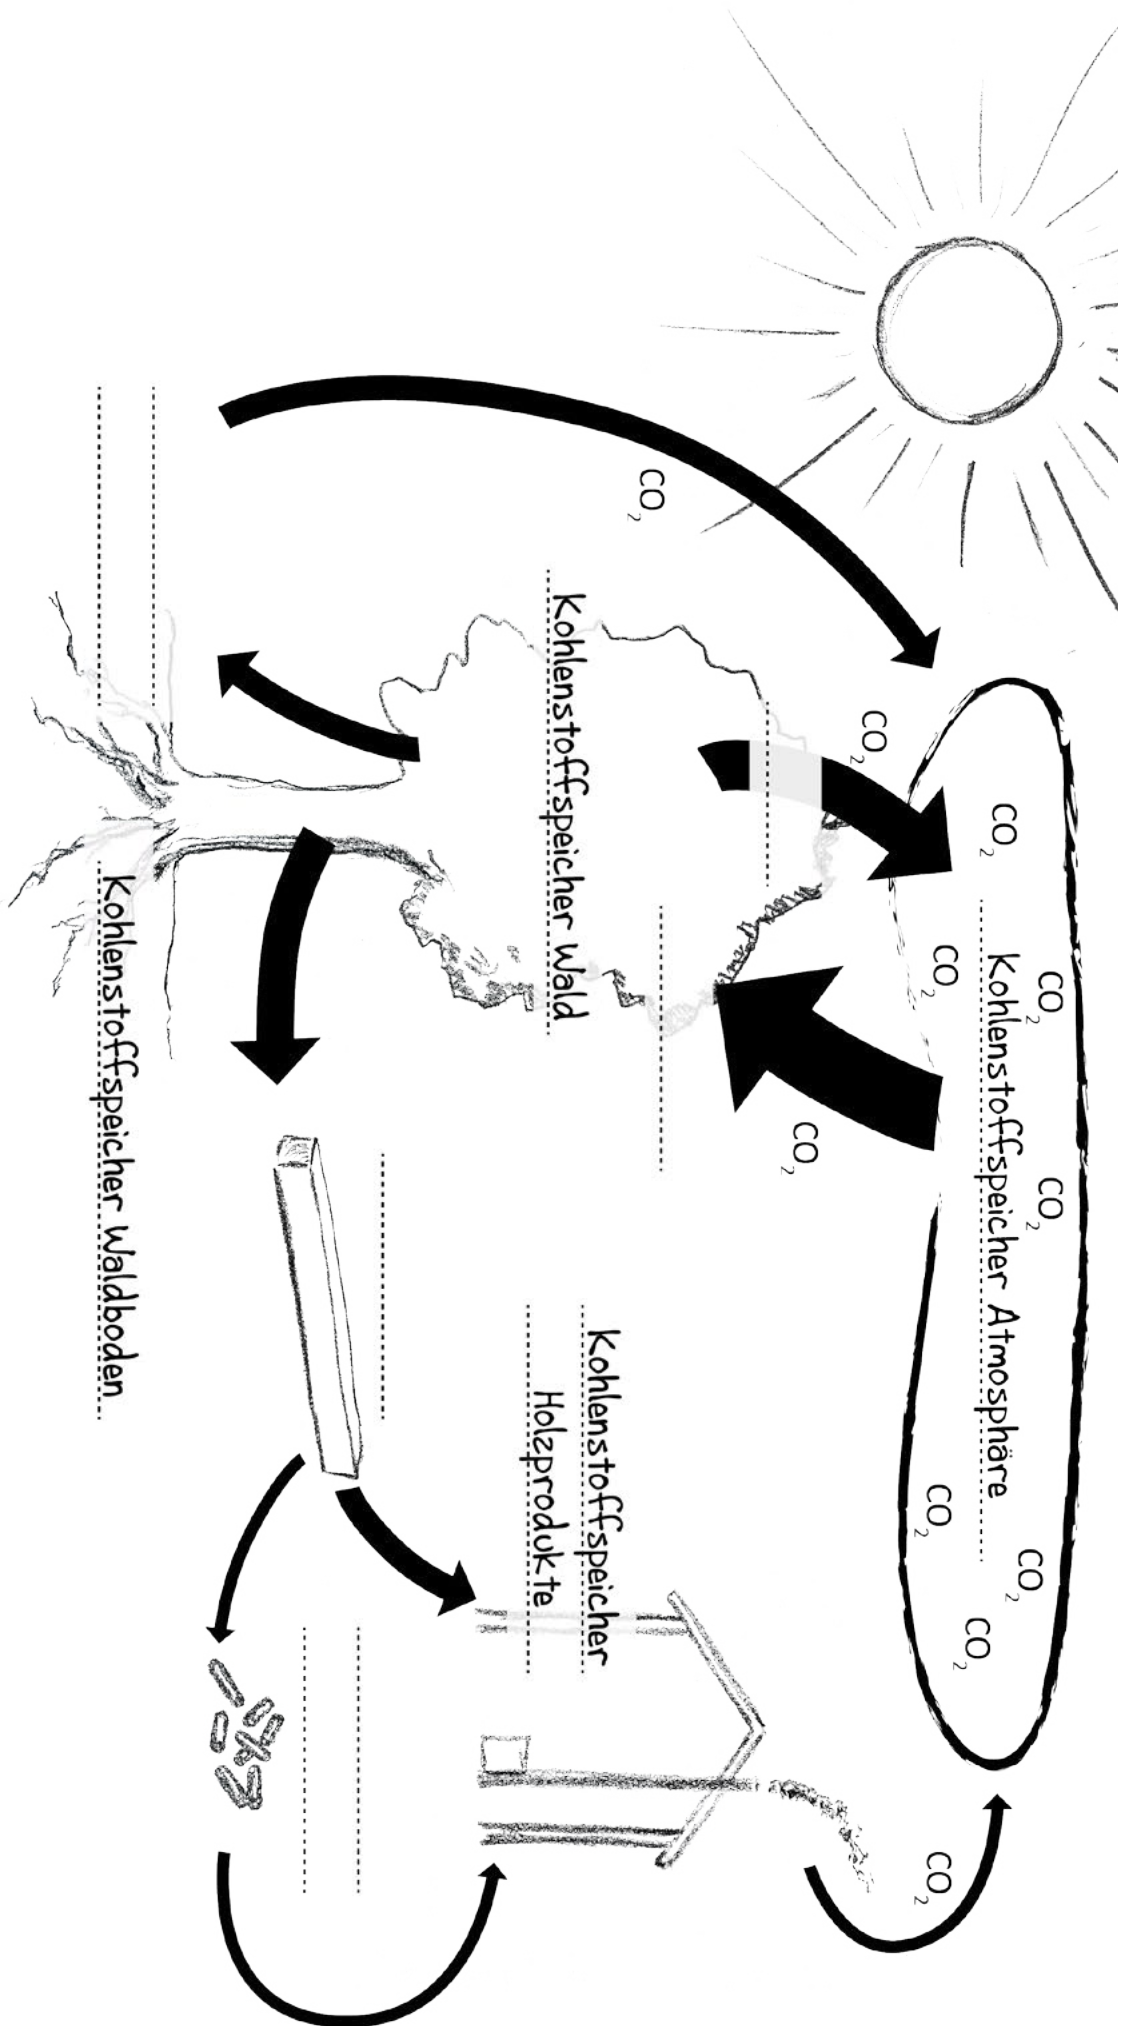 CO₂
CO₂
CO₂
CO₂
Kohlenstoffspeicher Atmosphäre
CO₂
CO₂
CO₂
CO₂
CO₂
CO₂
CO₂
Kohlenstoffspeicher Wald
Kohlenstoffspeicher
Holzprodukte
Kohlenstoffspeicher Waldboden